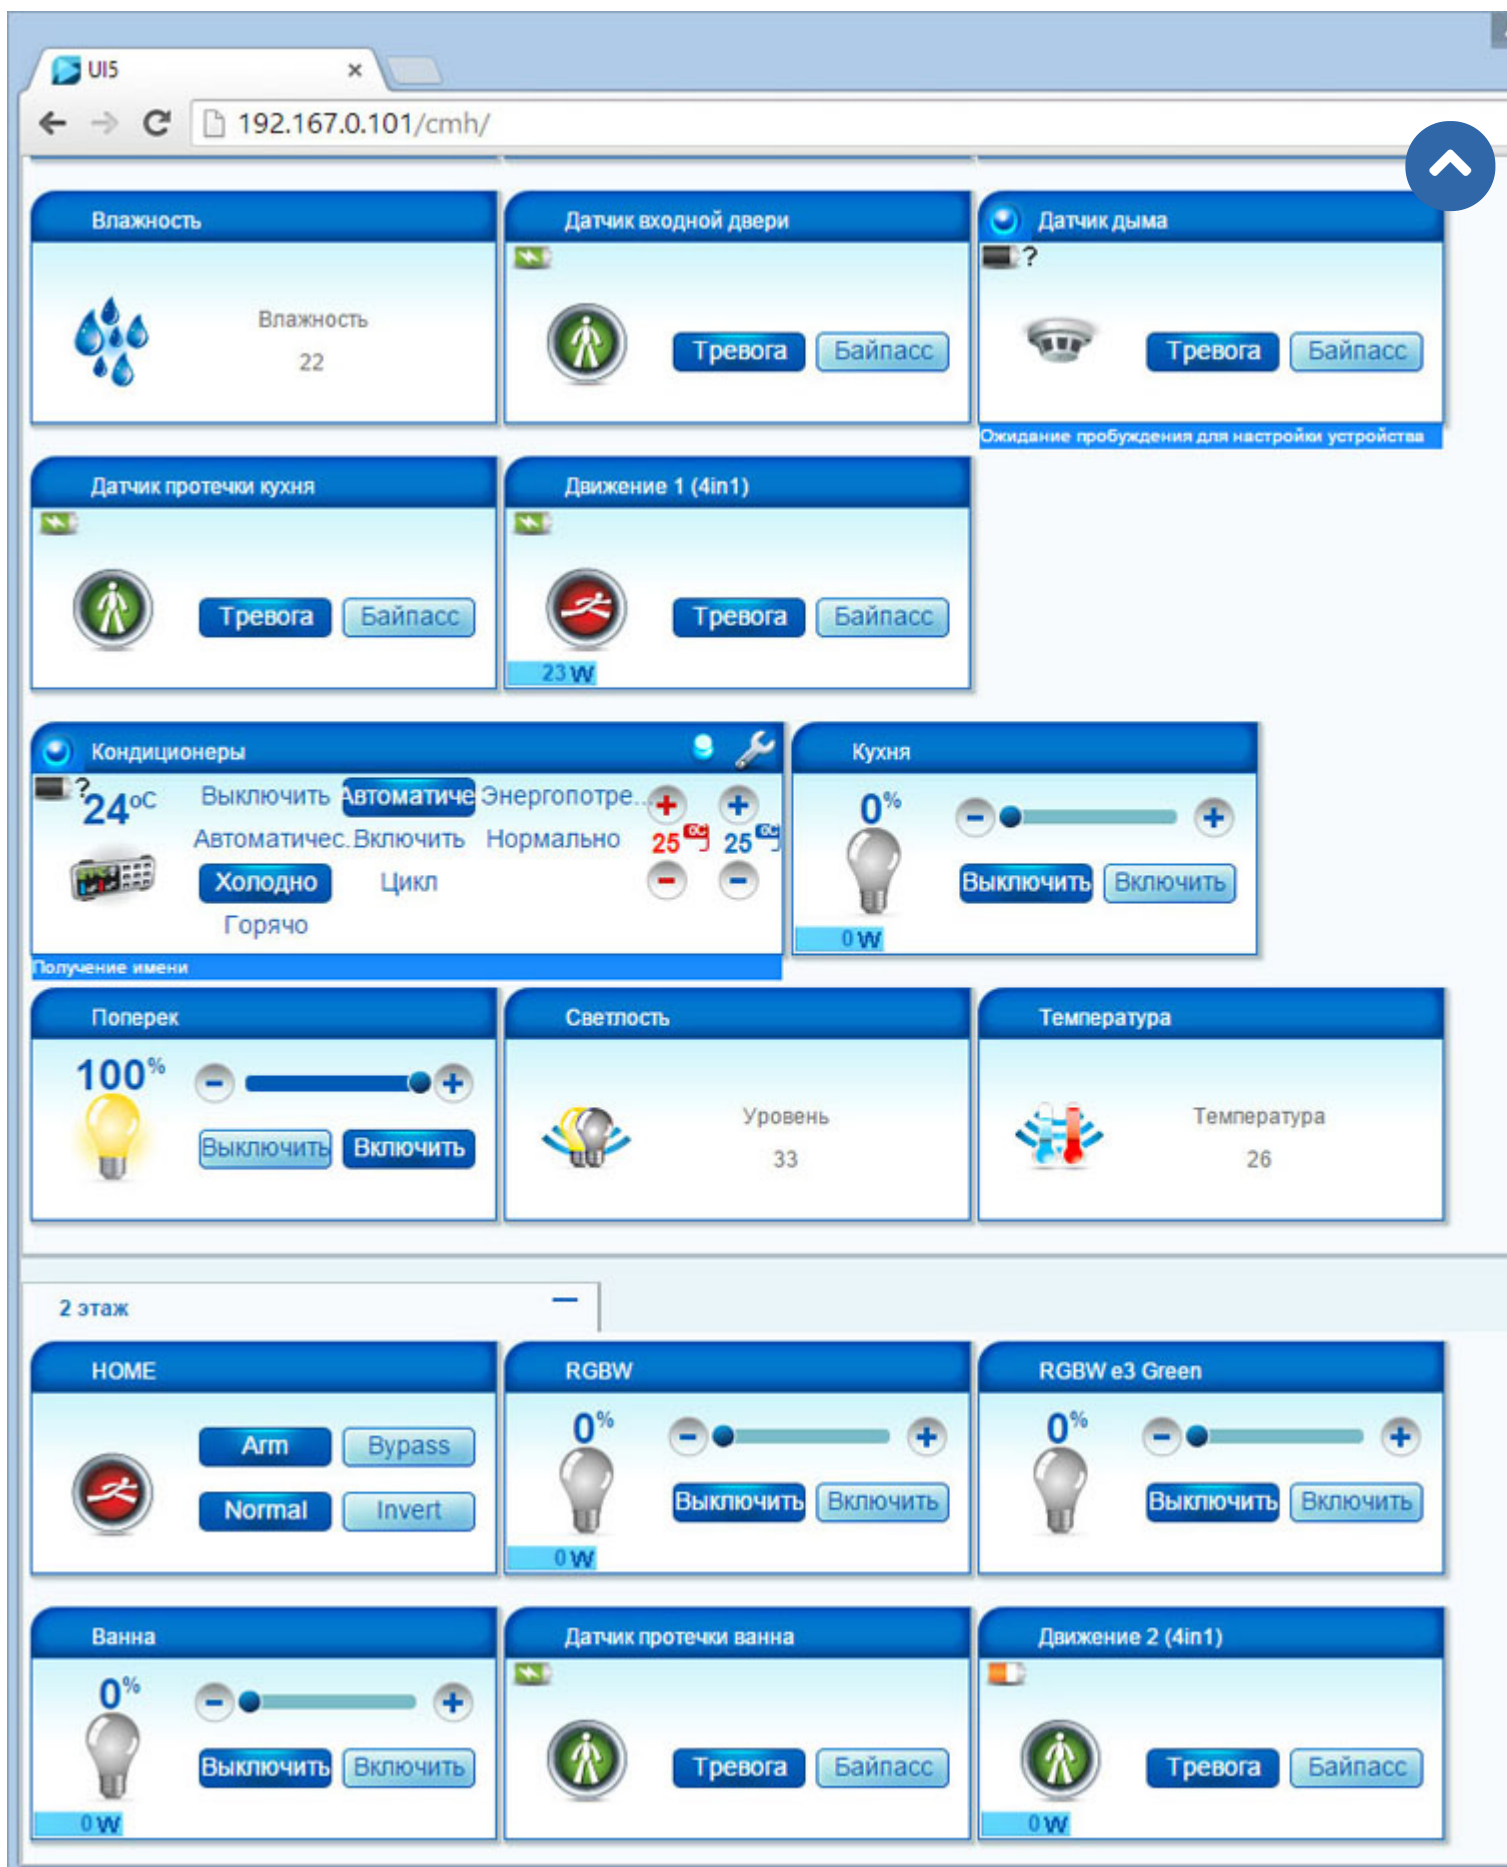 UI5
192.167.0.101/cmh/
Влажность
Датчик входной двери
Датчик дыма
?
Влажность
22
Тревога
Байпасс
Тревога
Байпасс
Ожидание пробуждения для настройки устройства
Датчик протечки кухня
Движение 1 (4in1)
Тревога
Байпасс
Тревога
Байпасс
23 W
Кондиционеры
Кухня
?
24°C
Выключить
Автоматиче
Энергопотре...
Автоматичес.
Включить
Нормально
25 °C
25 °C
Холодно
Цикл
Горячо
0%
Выключить
Включить
0 W
Получение имени
Поперек
Светлость
Температура
100%
Выключить
Включить
Уровень
33
Температура
26
2 этаж
HOME
RGBW
RGBW e3 Green
Arm
Bypass
Normal
Invert
0%
Выключить
Включить
0 W
0%
Выключить
Включить
Ванна
Датчик протечки ванна
Движение 2 (4in1)
0%
Выключить
Включить
0 W
Тревога
Байпасс
Тревога
Байпасс
0 W